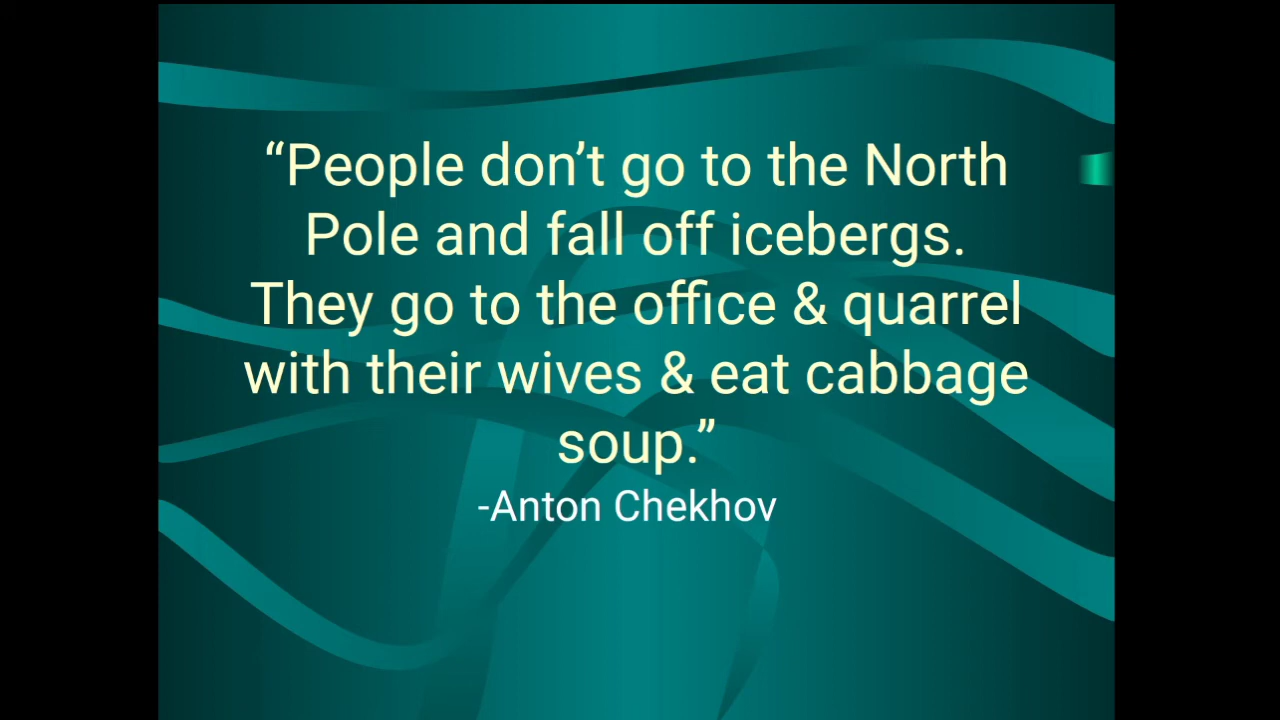 “People don’t go to the North
Pole and fall off icebergs.
They go to the office & quarrel
with their wives & eat cabbage
soup.”
-Anton Chekhov